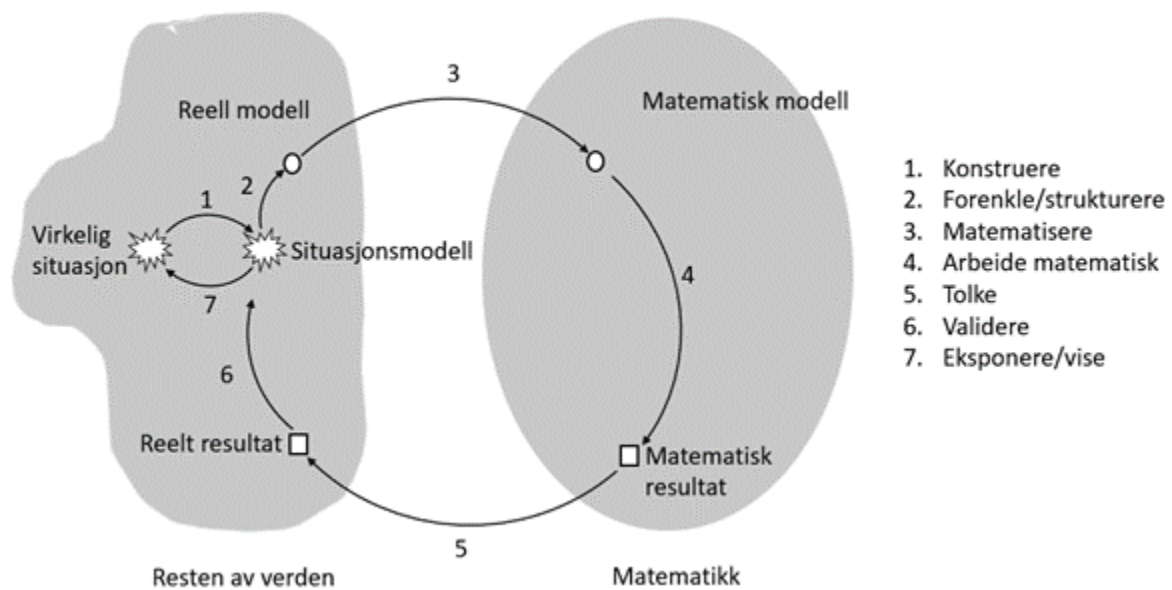 3
Reell modell
Matematisk modell
2
1
Virkelig
situasjon
Situasjonsmodell
7
4
6
Reelt resultat
Matematisk
resultat
5
Resten av verden
Matematikk
1. Konstruere
2. Forenkle/strukturere
3. Matematisere
4. Arbeide matematisk
5. Tolke
6. Validere
7. Eksponere/vise